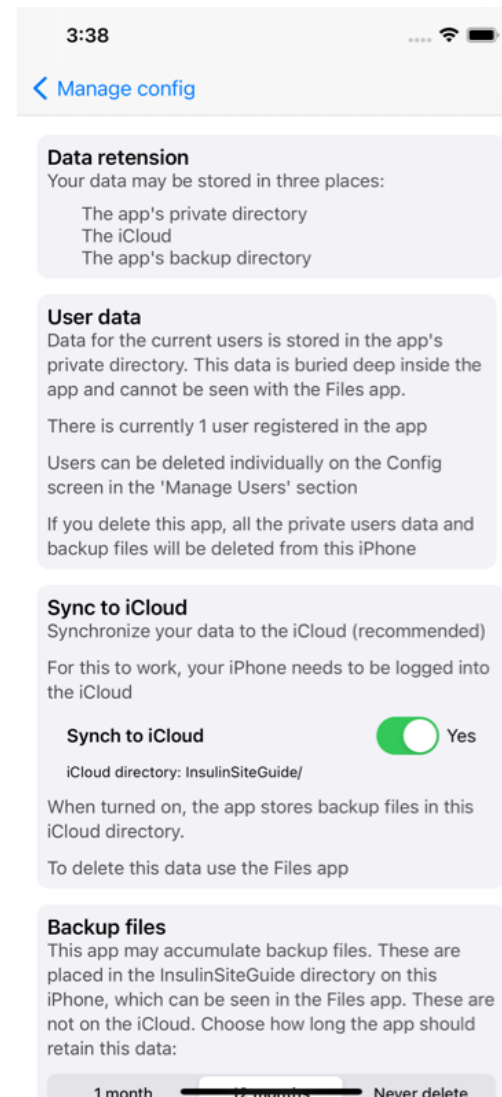 3:38
Manage config
Data retension
Your data may be stored in three places:
The app's private directory
The iCloud
The app's backup directory
User data
Data for the current users is stored in the app's
private directory. This data is buried deep inside the
app and cannot be seen with the Files app.
There is currently 1 user registered in the app
Users can be deleted individually on the Config
screen in the 'Manage Users' section
If you delete this app, all the private users data and
backup files will be deleted from this iPhone
Sync to iCloud
Synchronize your data to the iCloud (recommended)
For this to work, your iPhone needs to be logged into
the iCloud
Synch to iCloud Yes
iCloud directory: InsulinSiteGuide/
When turned on, the app stores backup files in this
iCloud directory.
To delete this data use the Files app
Backup files
This app may accumulate backup files. These are
placed in the InsulinSiteGuide directory on this
iPhone, which can be seen in the Files app. These are
not on the iCloud. Choose how long the app should
retain this data:
1 month 12 months Never delete